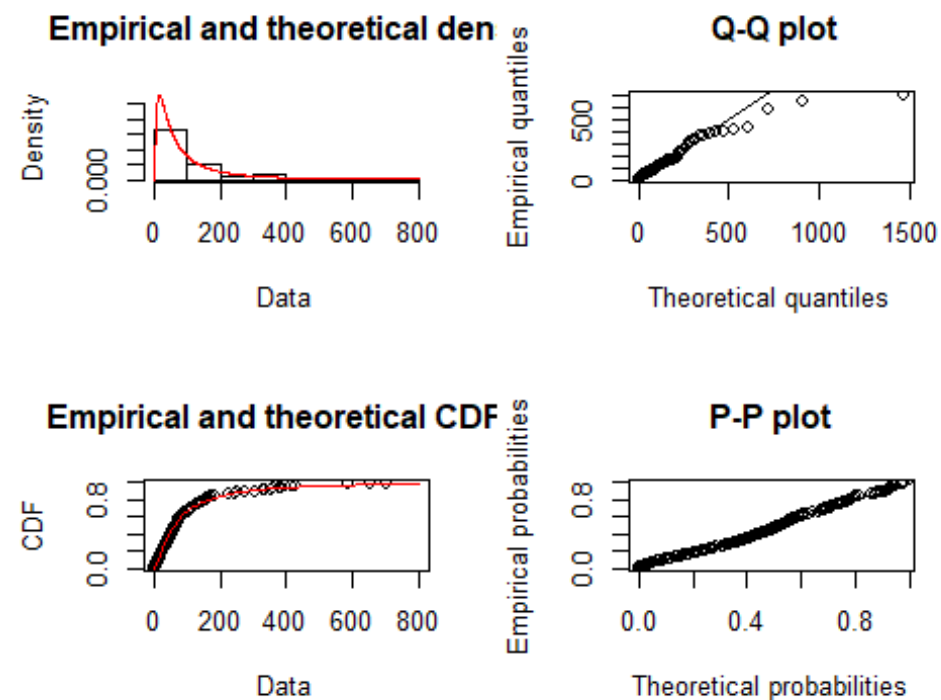 Empirical and theoretical den
Density
0.000
0 200 400 600 800
Data
Q-Q plot
Empirical quantiles
0 500
0 500 1000 1500
Theoretical quantiles
Empirical and theoretical CDF
CDF
0.0 0.8
0 200 400 600 800
Data
P-P plot
Empirical probabilities
0.0 0.8
0.0 0.4 0.8
Theoretical probabilities